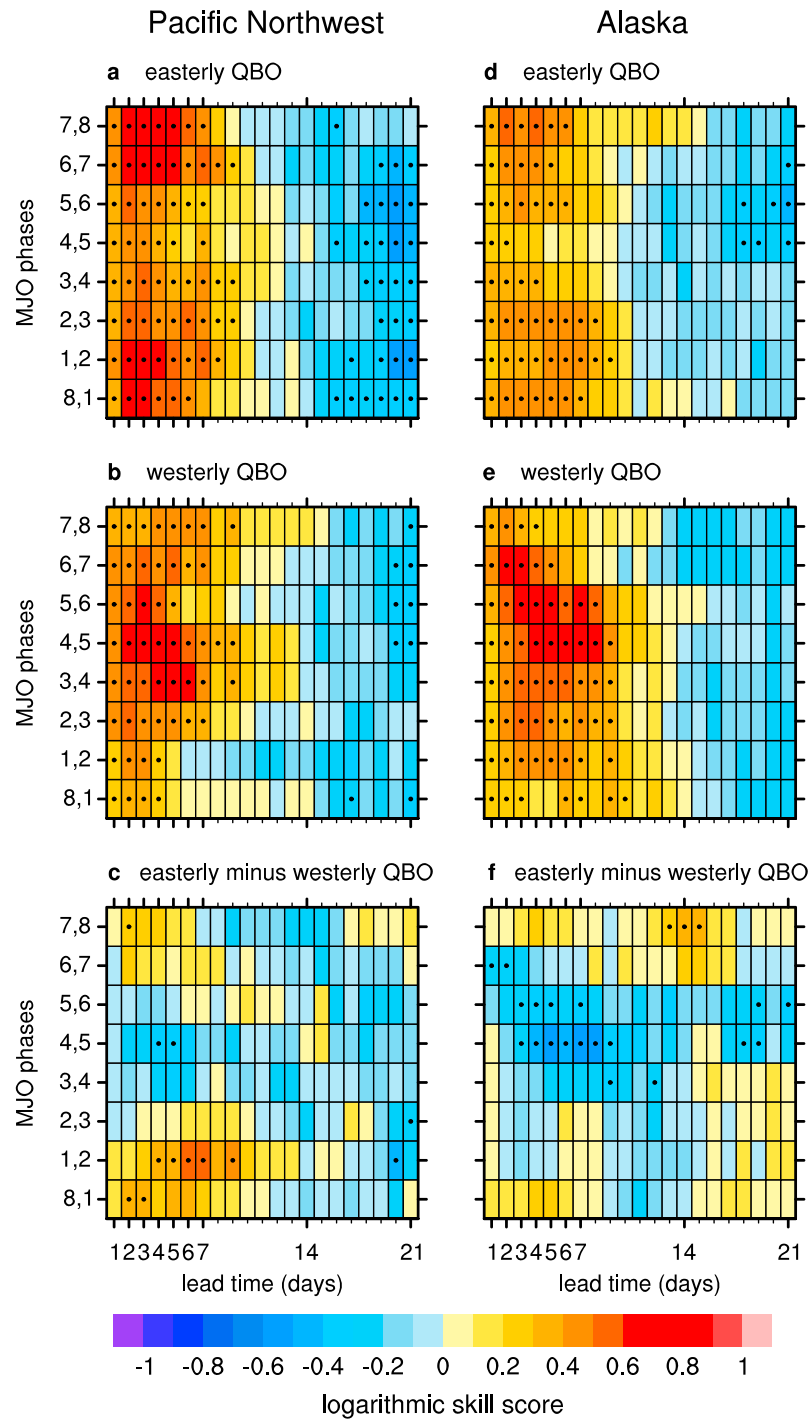 Pacific Northwest
Alaska
a easterly QBO
d easterly QBO
MJO phases
7,8
6,7
5,6
4,5
3,4
2,3
1,2
8,1
b westerly QBO
e westerly QBO
MJO phases
7,8
6,7
5,6
4,5
3,4
2,3
1,2
8,1
c easterly minus westerly QBO
f easterly minus westerly QBO
MJO phases
7,8
6,7
5,6
4,5
3,4
2,3
1,2
8,1
1234567 14 21
1234567 14 21
lead time (days)
lead time (days)
-1 -0.8 -0.6 -0.4 -0.2 0 0.2 0.4 0.6 0.8 1
logarithmic skill score